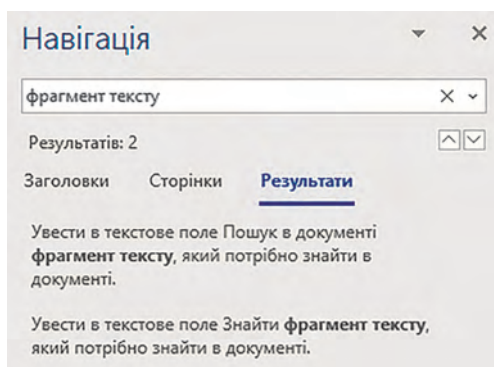 Навігація
фрагмент тексту
Результатів: 2
Заголовки Сторінки Результати
Увести в текстове поле Пошук в документі
фрагмент тексту, який потрібно знайти в
документі.
Увести в текстове поле Знайти фрагмент тексту,
який потрібно знайти в документі.